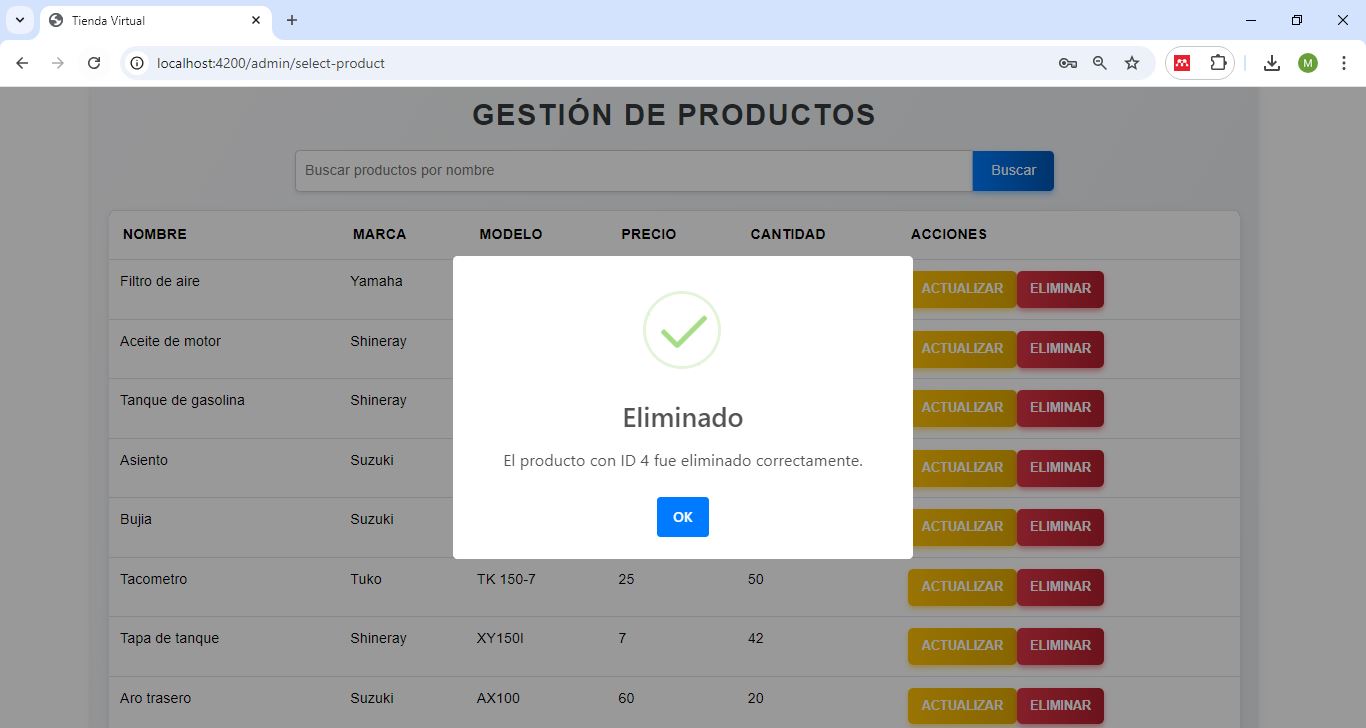 Tienda Virtual
localhost:4200/admin/select-product
M
GESTIÓN DE PRODUCTOS
Buscar productos por nombre
Buscar
NOMBRE MARCA MODELO PRECIO CANTIDAD ACCIONES
Filtro de aire Yamaha ACTUALIZAR ELIMINAR
Aceite de motor Shineray ACTUALIZAR ELIMINAR
Tanque de gasolina Shineray ACTUALIZAR ELIMINAR
Asiento Suzuki ACTUALIZAR ELIMINAR
Bujia Suzuki ACTUALIZAR ELIMINAR
Tacometro Tuko TK 150-7 25 50 ACTUALIZAR ELIMINAR
Tapa de tanque Shineray XY150I 7 42 ACTUALIZAR ELIMINAR
Aro trasero Suzuki AX100 60 20 ACTUALIZAR ELIMINAR
Eliminado
El producto con ID 4 fue eliminado correctamente.
OK